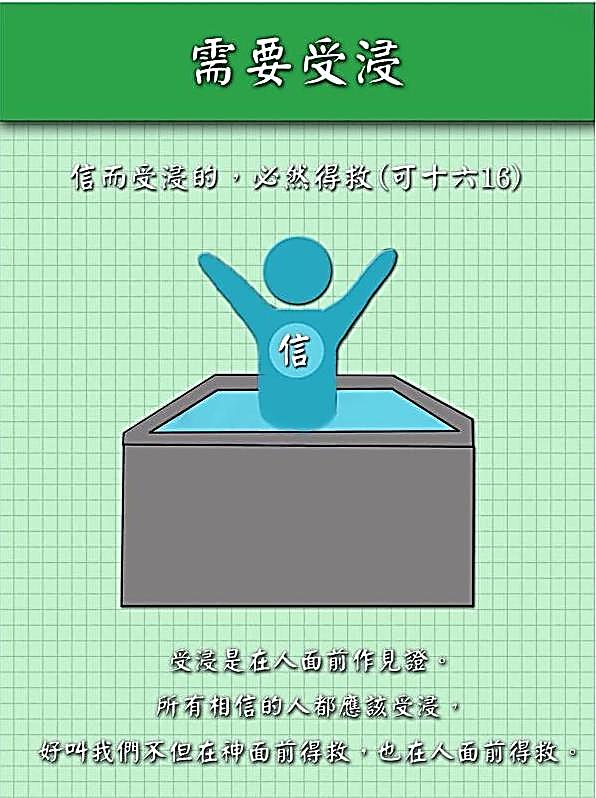 需要受浸
信而受浸的，必然得救(可十六16)
信
受浸是在人面前作見證。
所有相信的人都應該受浸，
好叫我們不但在神面前得救，也在人面前得救。